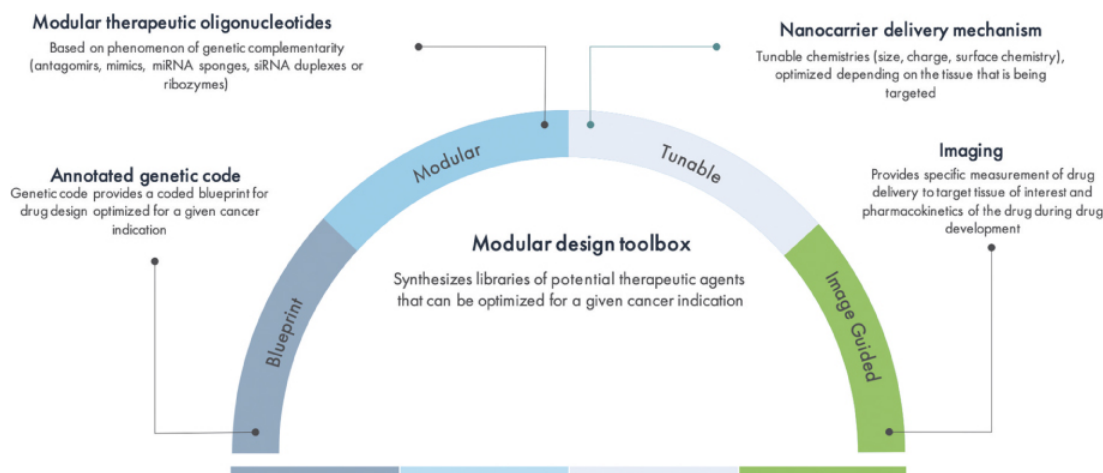 Modular therapeutic oligonucleotides
Based on phenomenon of genetic complementarity
(antagomirs, mimics, miRNA sponges, siRNA duplexes or
ribozymes)
Nanocarrier delivery mechanism
Tunable chemistries (size, charge, surface chemistry),
optimized depending on the tissue that is being
targeted
Annotated genetic code
Genetic code provides a coded blueprint for
drug design optimized for a given cancer
indication
Imaging
Provides specific measurement of drug
delivery to target tissue of interest and
pharmacokinetics of the drug during drug
development
Blueprint
Modular
Tunable
Image Guided
Modular design toolbox
Synthesizes libraries of potential therapeutic agents
that can be optimized for a given cancer indication